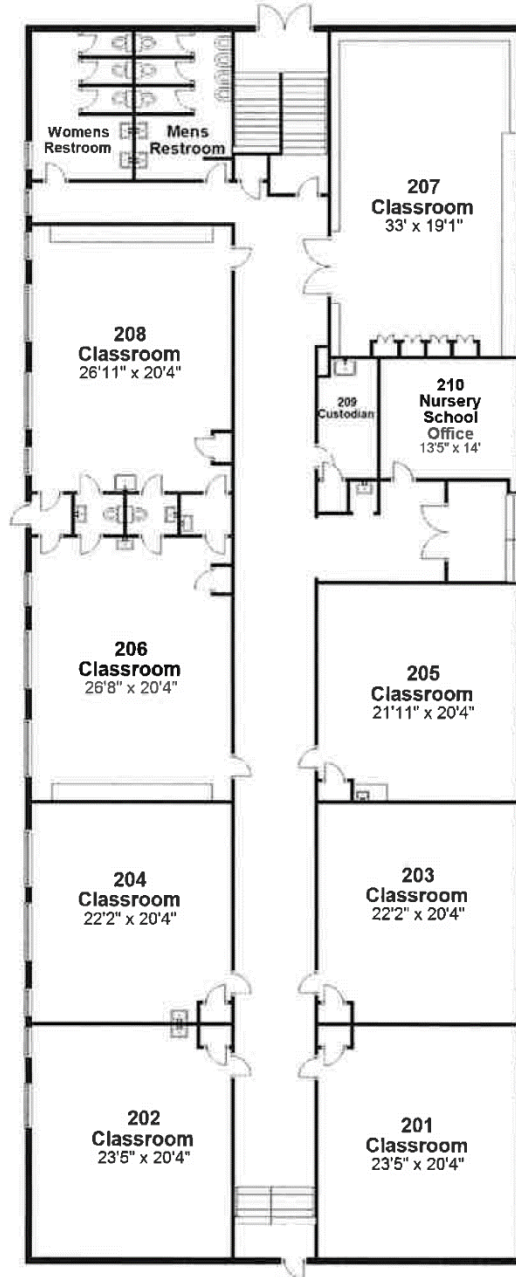 Womens
Restroom
Mens
Restroom
207
Classroom
33' x 19'1"
208
Classroom
26'11" x 20'4"
209
Custodian
210
Nursery
School
Office
13'5" x 14'
206
Classroom
26'8" x 20'4"
205
Classroom
21'11" x 20'4"
204
Classroom
22'2" x 20'4"
203
Classroom
22'2" x 20'4"
202
Classroom
23'5" x 20'4"
201
Classroom
23'5" x 20'4"